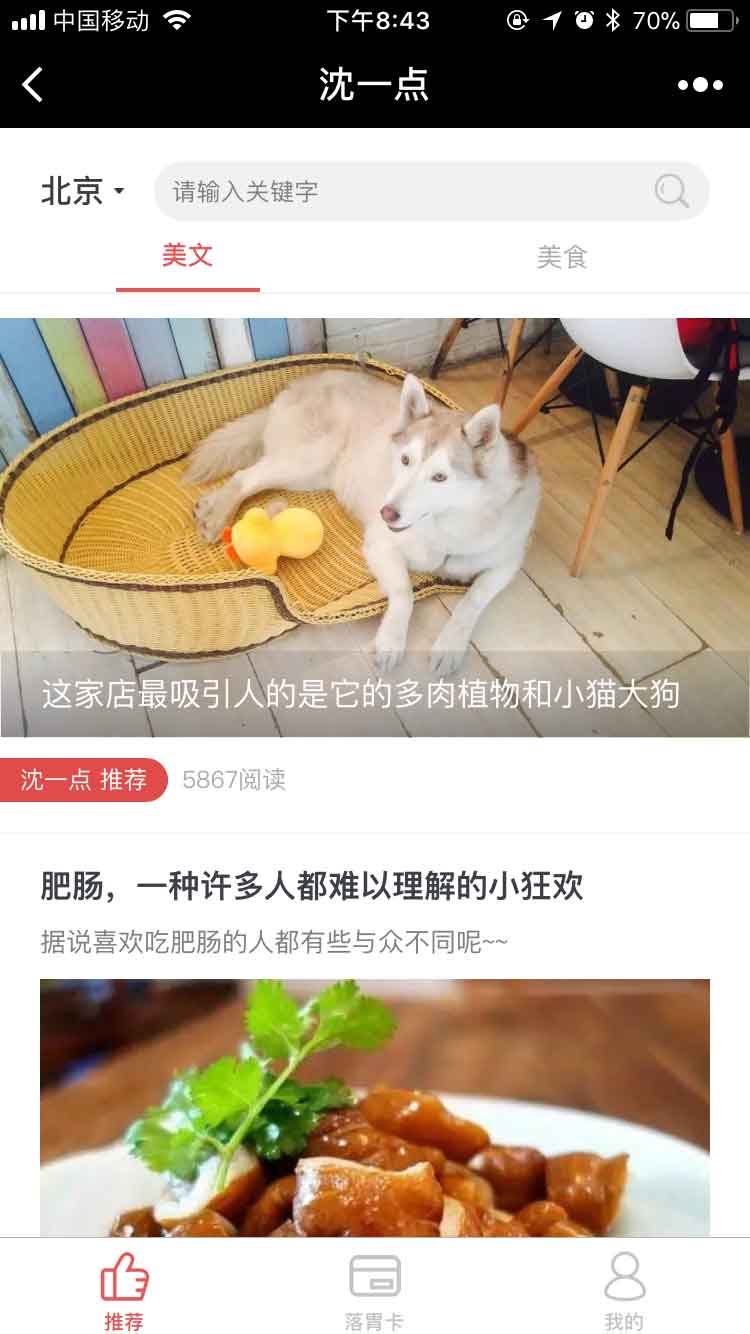 中国移动
下午8:43
70%
沈一点
北京
请输入关键字
美文
美食
这家店最吸引人的是它的多肉植物和小猫大狗
沈一点 推荐
5867阅读
肥肠，一种许多人都难以理解的小狂欢
据说喜欢吃肥肠的人都有些与众不同呢~~
推荐
落胃卡
我的